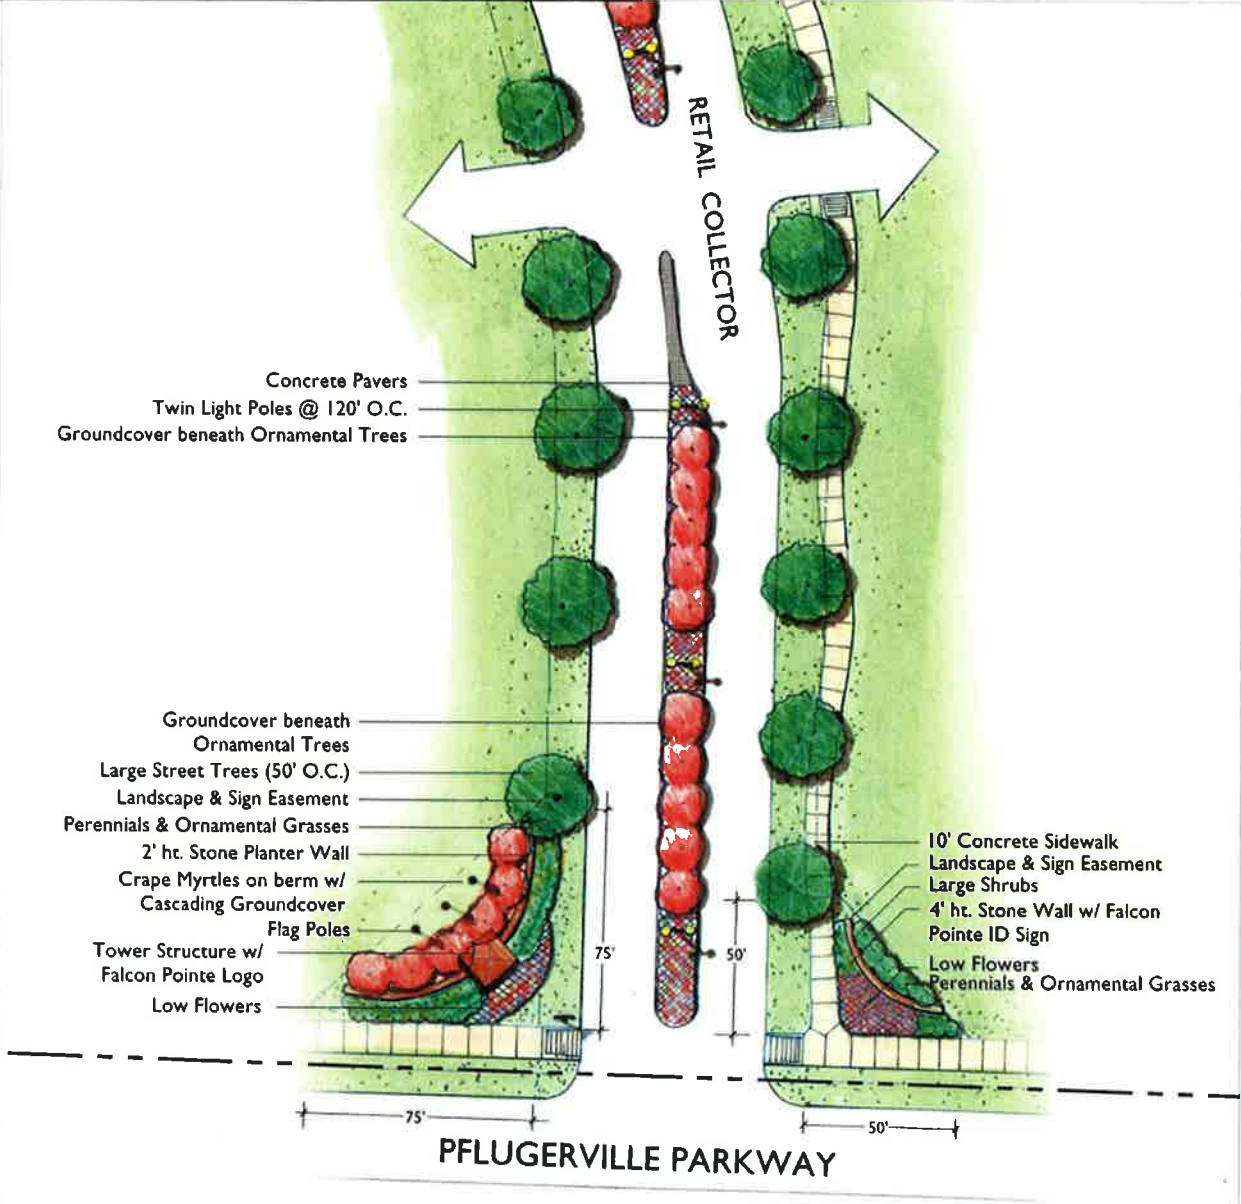 RETAIL COLLECTOR
Concrete Pavers
Twin Light Poles @ 120' O.C.
Groundcover beneath Ornamental Trees
Groundcover beneath
Ornamental Trees
Large Street Trees (50' O.C.)
Landscape & Sign Easement
Perennials & Ornamental Grasses
2' ht. Stone Planter Wall
Crape Myrtles on berm w/
Cascading Groundcover
Flag Poles
Tower Structure w/
Falcon Pointe Logo
Low Flowers
10' Concrete Sidewalk
Landscape & Sign Easement
Large Shrubs
4' ht. Stone Wall w/ Falcon
Pointe ID Sign
Low Flowers
Perennials & Ornamental Grasses
75'
50'
75'
50'
PFLUGERVILLE PARKWAY